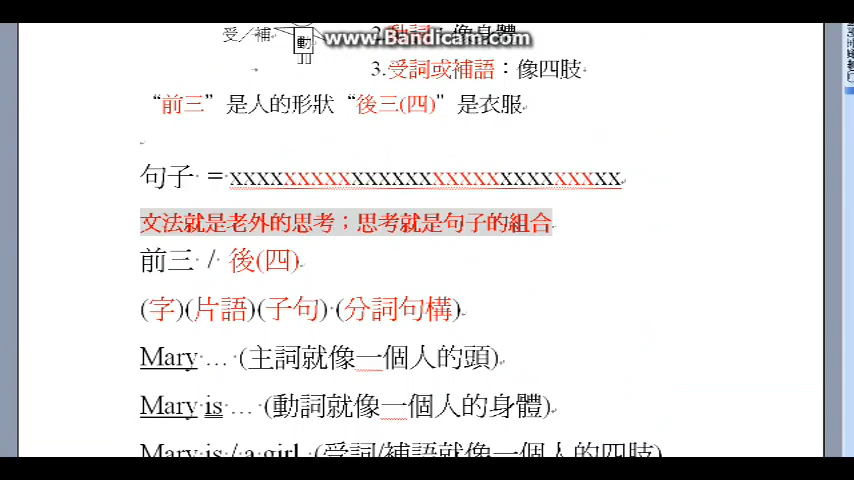 受／補
動
www.Bandicam.com
2.動詞：像身體
3.受詞或補語：像四肢
“前三”是人的形狀“後三(四)”是衣服
句子 =xxxxxxxxxxxxxxxxxxxxxxxxxxxxx
文法就是老外的思考；思考就是句子的組合
前三 / 後(四)
(字)(片語)(子句) (分詞句構)
Mary … (主詞就像一個人的頭)
Mary is … (動詞就像一個人的身體)
Mary is / a girl (受詞/補語就像一個人的四肢)